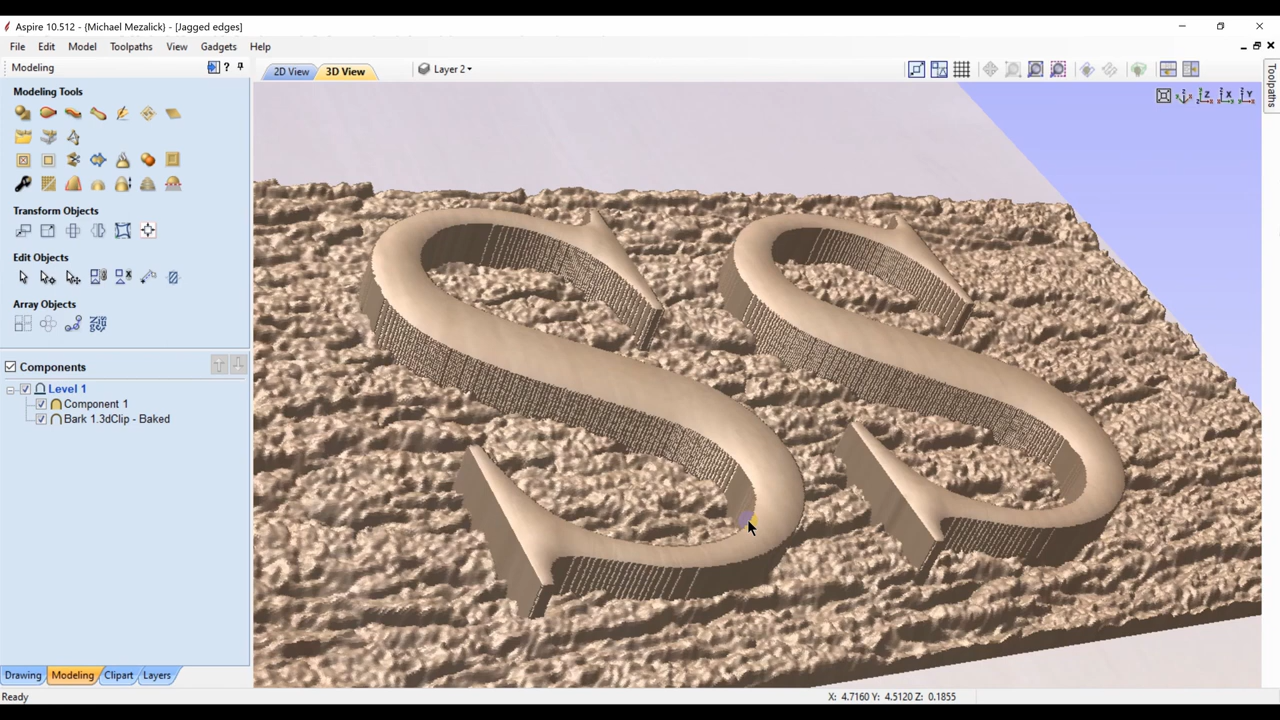 Aspire 10.512 - {Michael Mezalick} - [Jagged edges]
File Edit Model Toolpaths View Gadgets Help
Modeling
2D View 3D View Layer 2
Toolpaths
Modeling Tools
Transform Objects
Edit Objects
Array Objects
Components
Level 1
Component 1
Bark 1.3dClip - Baked
Z X Y
S S
Drawing Modeling Clipart Layers
Ready X: 4.7160 Y: 4.5120 Z: 0.1855